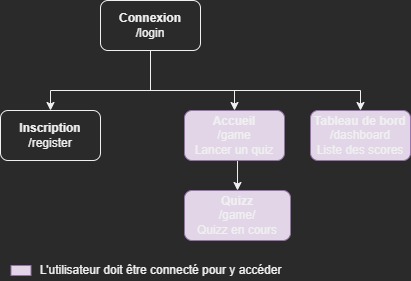 Connexion
/login
Inscription
/register
Accueil
/game
Lancer un quiz
Tableau de bord
/dashboard
Liste des scores
Quizz
/game/
Quizz en cours
L'utilisateur doit être connecté pour y accéder